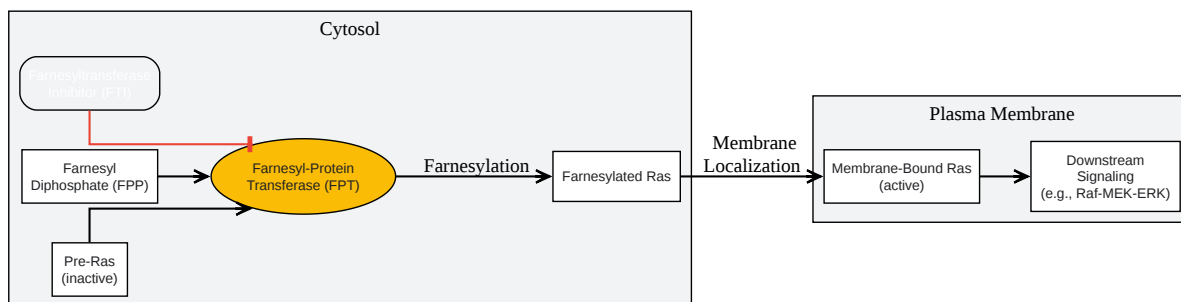 Cytosol
Farnesyltransferase
Inhibitor (FTI)
Farnesyl
Diphosphate (FPP)
Farnesyl-Protein
Transferase (FPT)
Pre-Ras
(inactive)
Farnesylation
Farnesylated Ras
Membrane
Localization
Plasma Membrane
Membrane-Bound Ras
(active)
Downstream
Signaling
(e.g., Raf-MEK-ERK)